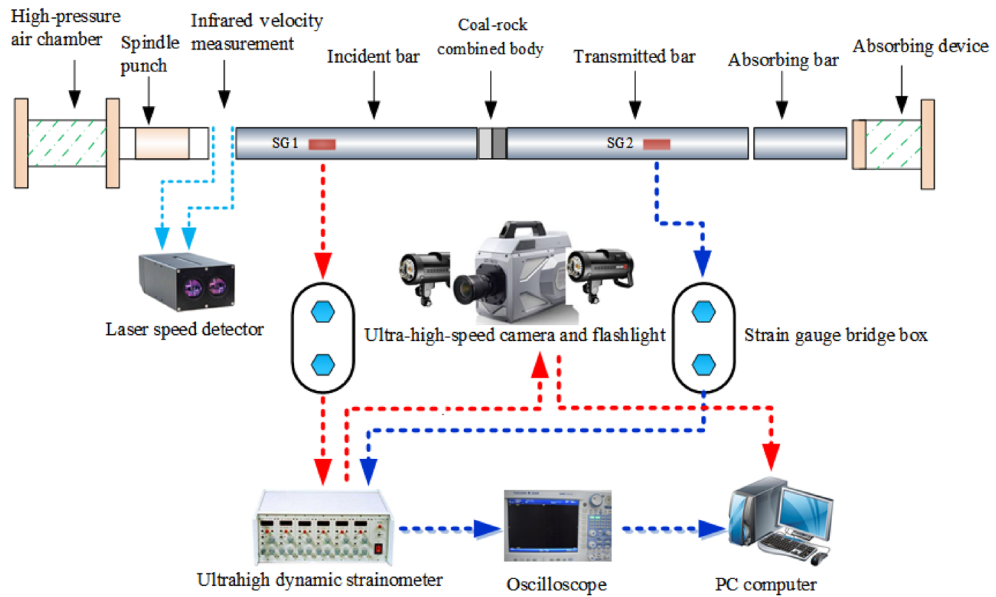 High-pressure
air chamber
Spindle
punch
Infrared velocity
measurement
Incident bar
Coal-rock
combined body
Transmitted bar
Absorbing bar
Absorbing device
SG1
SG2
Laser speed detector
Ultra-high-speed camera and flashlight
Strain gauge bridge box
Ultrahigh dynamic strainometer
Oscilloscope
PC computer